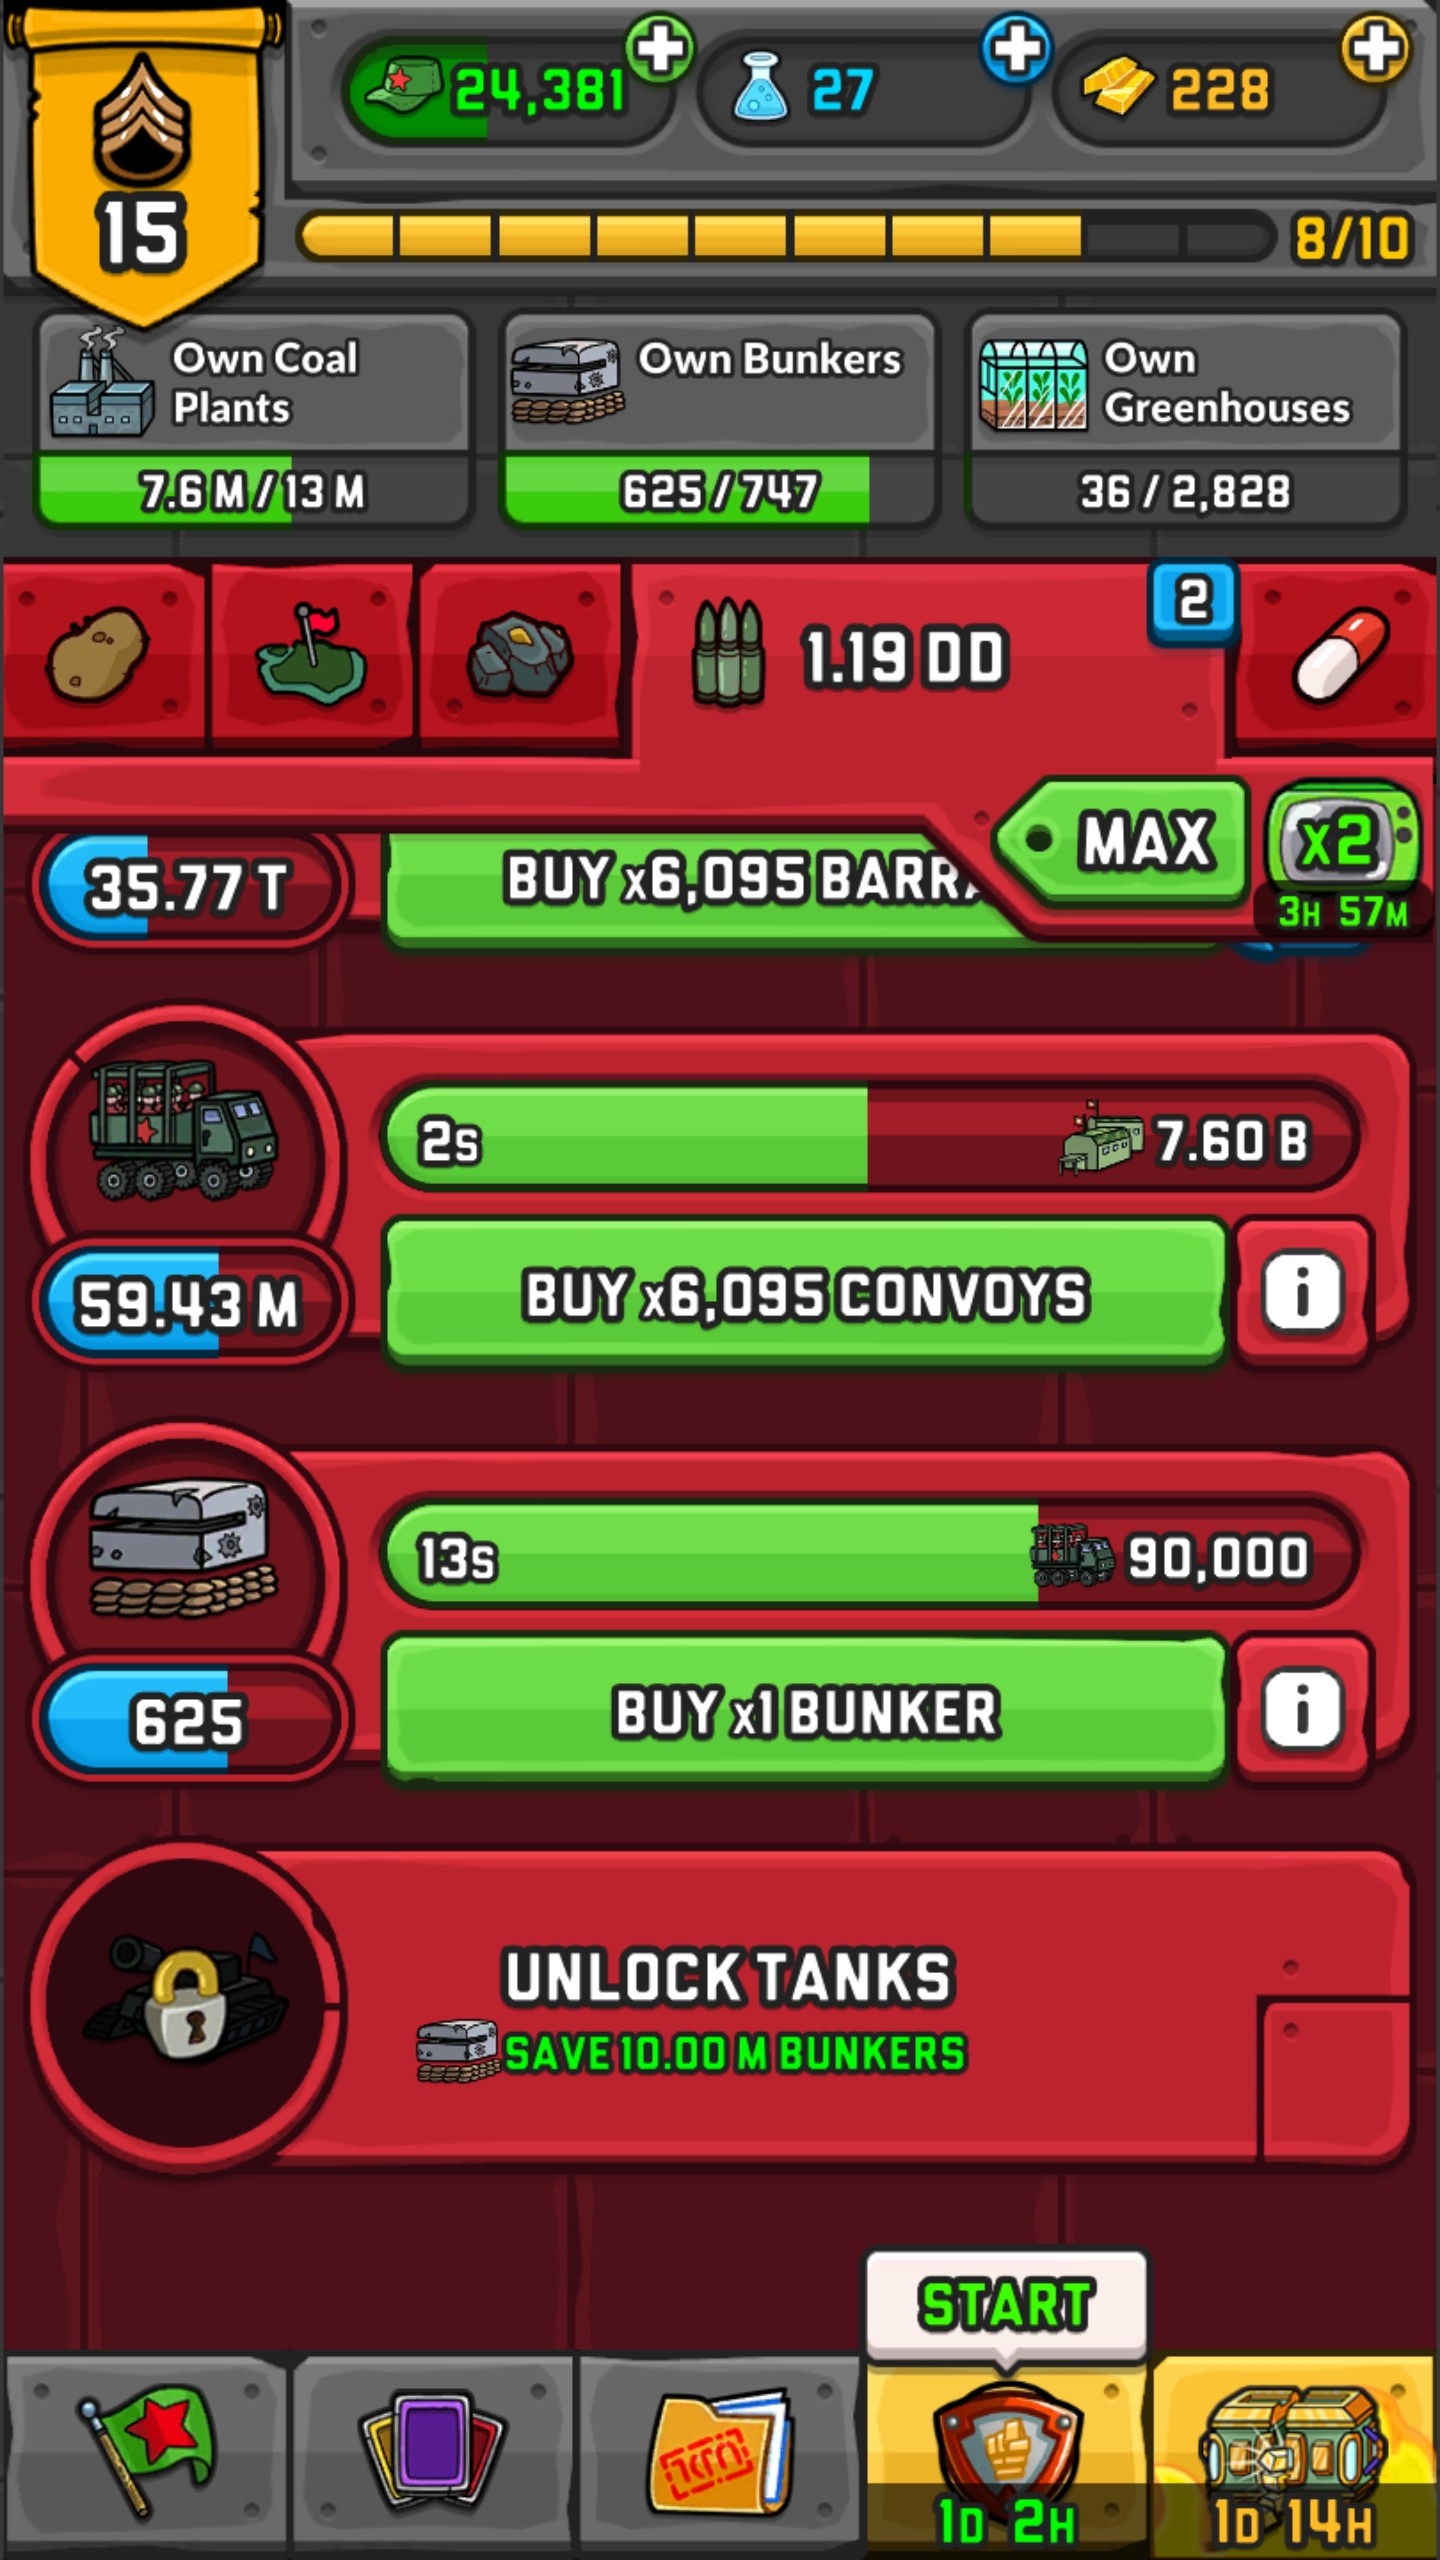 24,381
27
228
15
8/10
Own Coal
Plants
7.6 M / 13 M
Own Bunkers
625 / 747
Own
Greenhouses
36 / 2,828
1.19 DD
2
MAX
x2
3H 57M
35.77 T
BUY x6,095 BARRA
2s
7.60 B
59.43 M
BUY x6,095 CONVOYS
i
13s
90,000
625
BUY x1 BUNKER
i
UNLOCK TANKS
SAVE 10.00 M BUNKERS
START
1D 2H
1D 14H